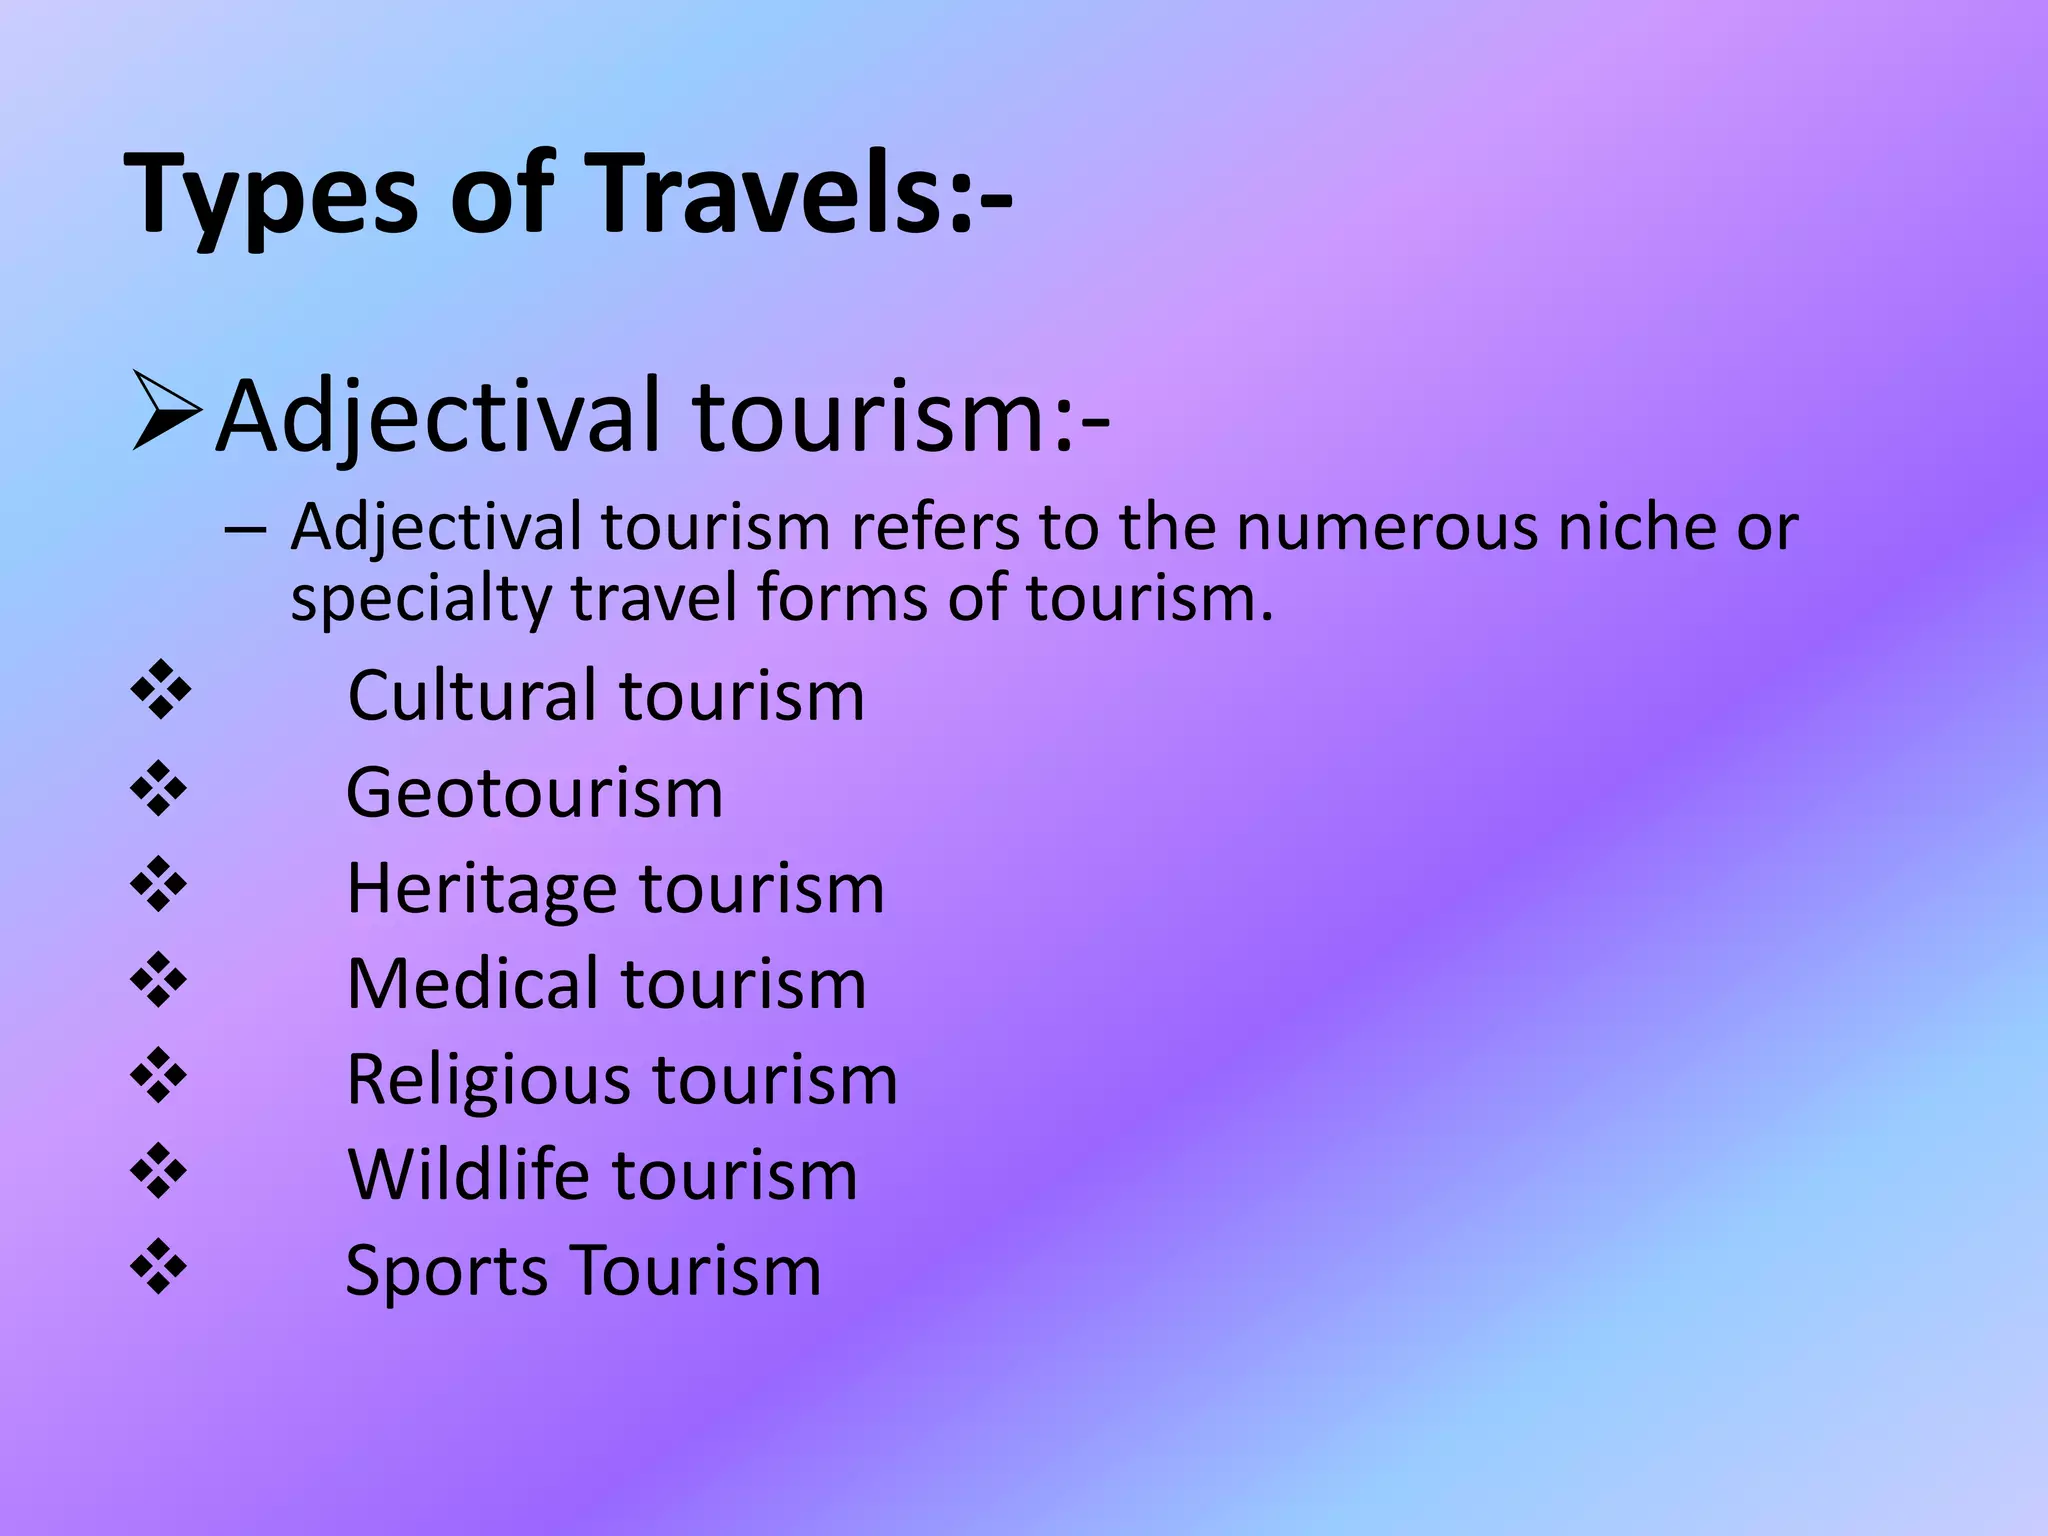 Types of Travels:-
➢Adjectival tourism:-
– Adjectival tourism refers to the numerous niche or
specialty travel forms of tourism.
❖ Cultural tourism
❖ Geotourism
❖ Heritage tourism
❖ Medical tourism
❖ Religious tourism
❖ Wildlife tourism
❖ Sports Tourism